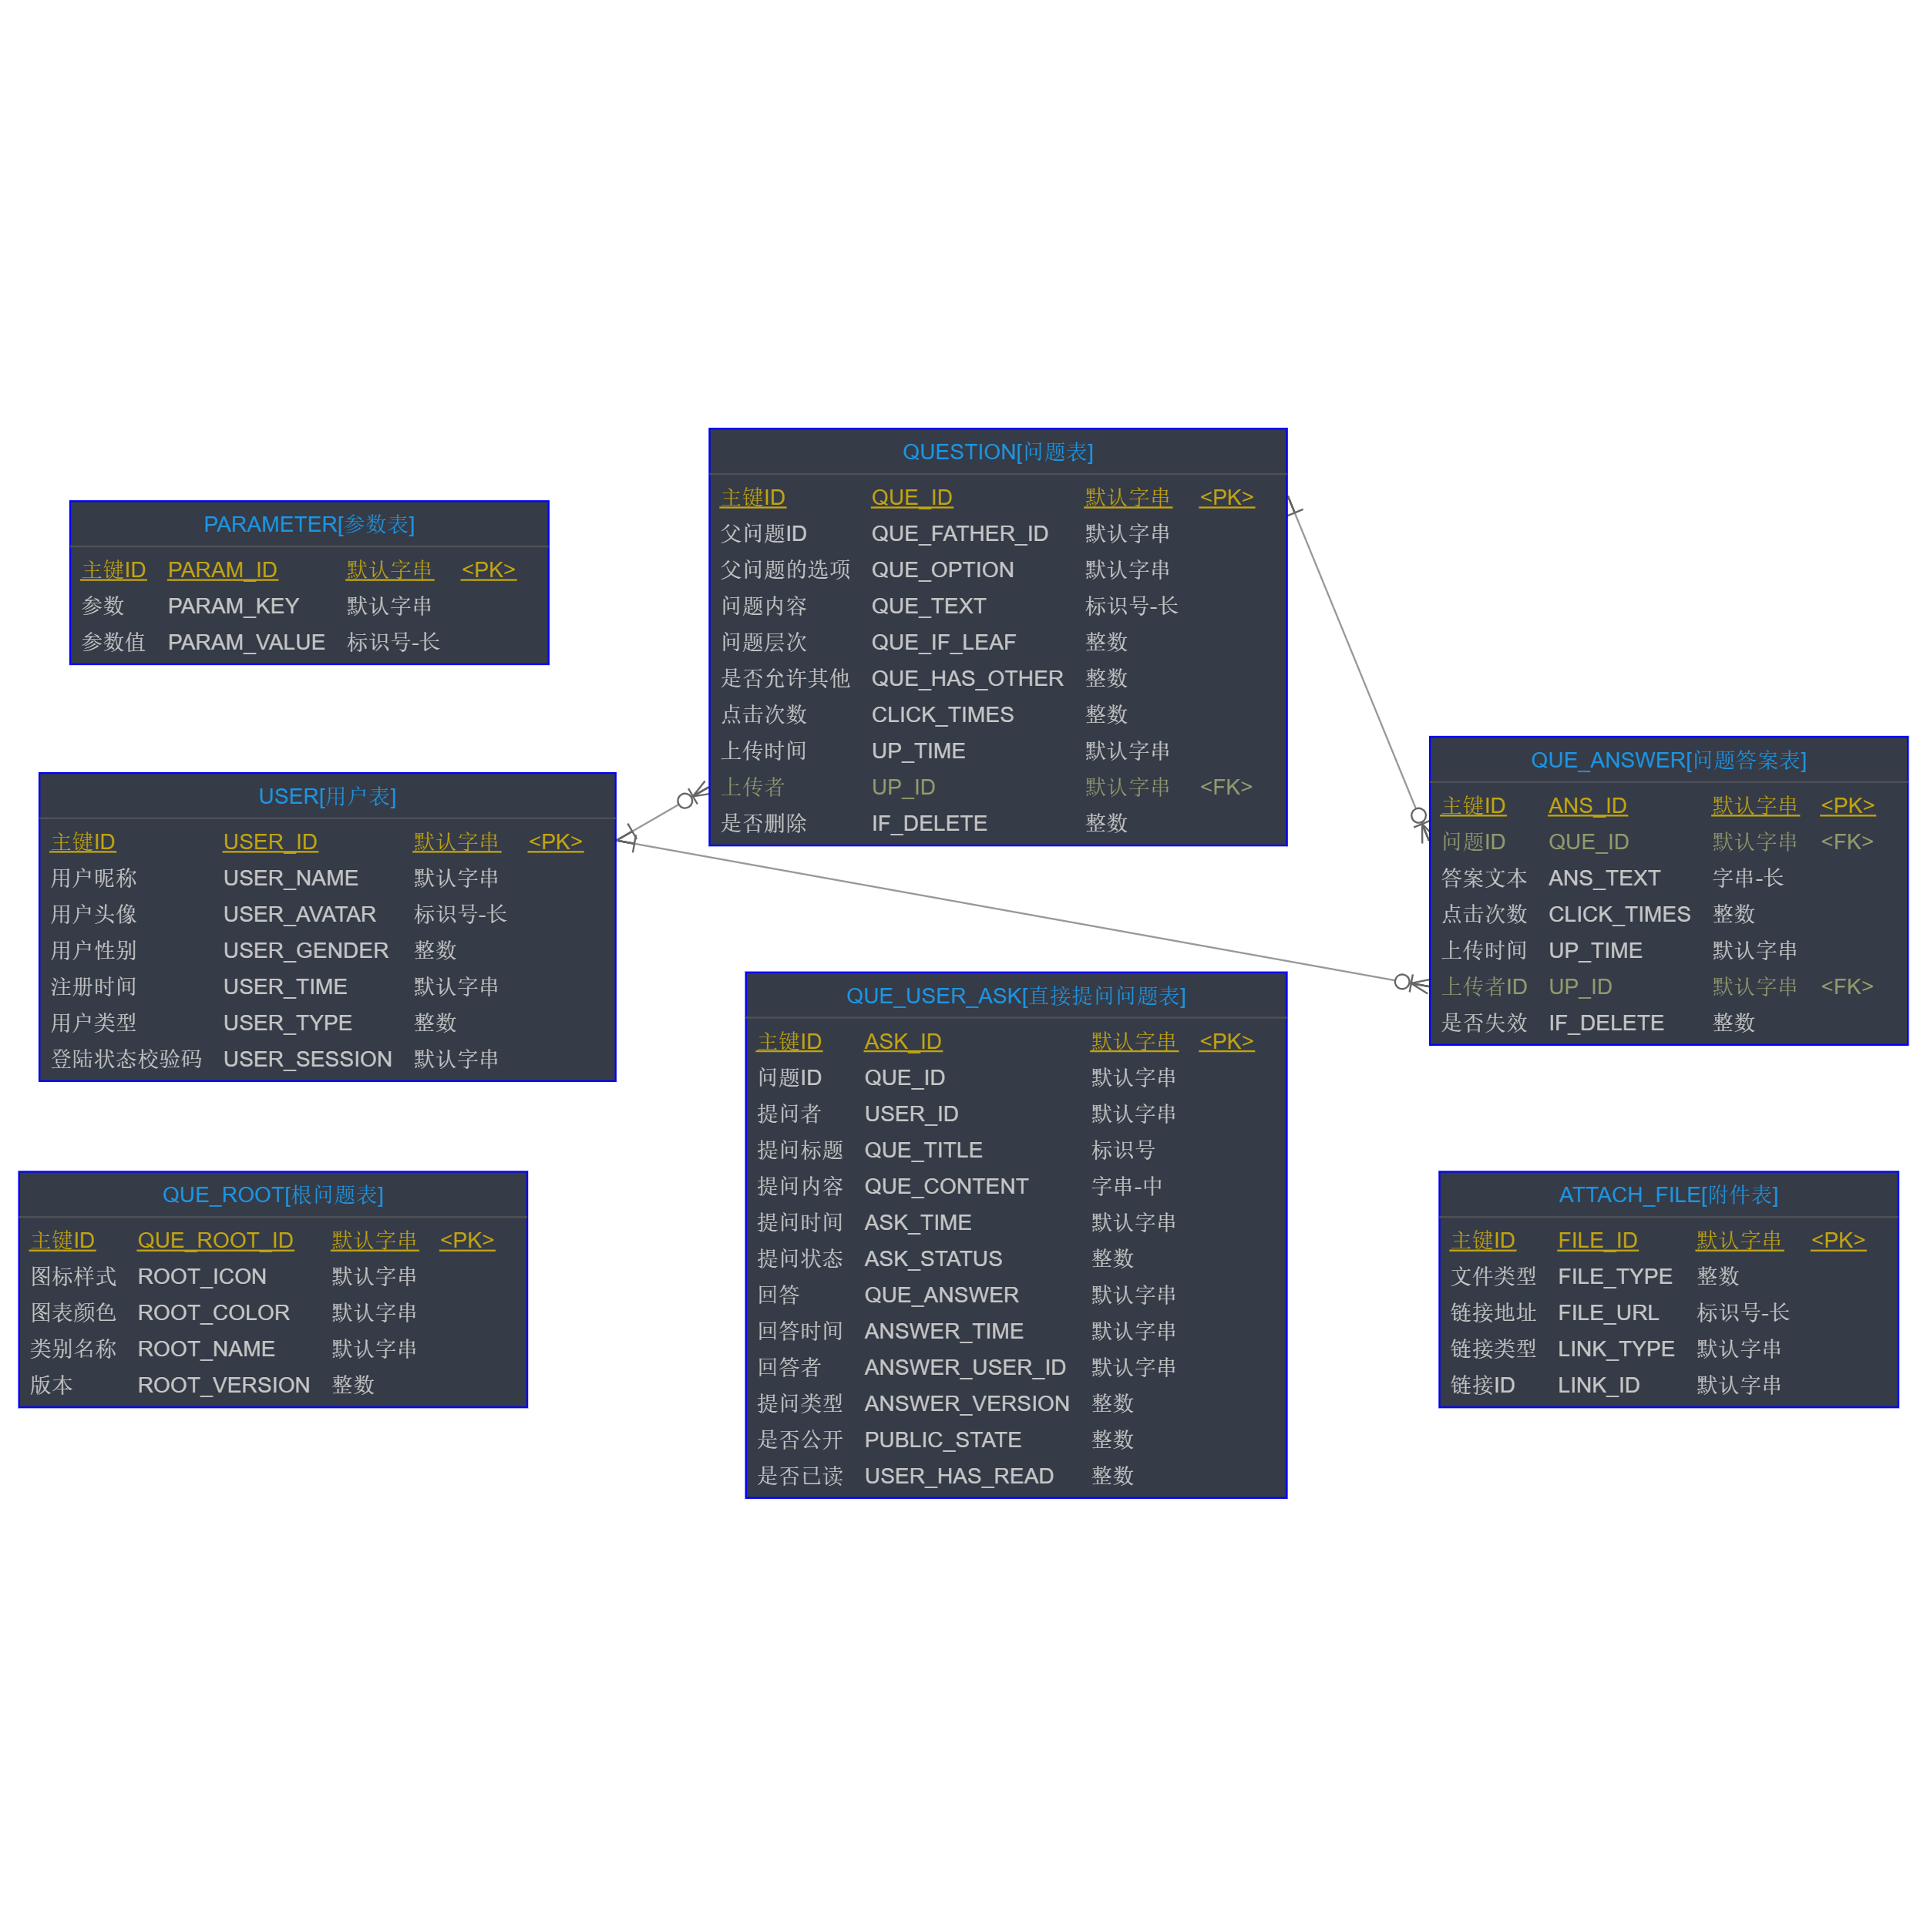 PARAMETER[参数表]
主键ID PARAM_ID 默认字串 <PK>
参数 PARAM_KEY 默认字串
参数值 PARAM_VALUE 标识号-长
USER[用户表]
主键ID USER_ID 默认字串 <PK>
用户昵称 USER_NAME 默认字串
用户头像 USER_AVATAR 标识号-长
用户性别 USER_GENDER 整数
注册时间 USER_TIME 默认字串
用户类型 USER_TYPE 整数
登陆状态校验码 USER_SESSION 默认字串
QUE_ROOT[根问题表]
主键ID QUE_ROOT_ID 默认字串 <PK>
图标样式 ROOT_ICON 默认字串
图表颜色 ROOT_COLOR 默认字串
类别名称 ROOT_NAME 默认字串
版本 ROOT_VERSION 整数
QUESTION[问题表]
主键ID QUE_ID 默认字串 <PK>
父问题ID QUE_FATHER_ID 默认字串
父问题的选项 QUE_OPTION 默认字串
问题内容 QUE_TEXT 标识号-长
问题层次 QUE_IF_LEAF 整数
是否允许其他 QUE_HAS_OTHER 整数
点击次数 CLICK_TIMES 整数
上传时间 UP_TIME 默认字串
上传者 UP_ID 默认字串 <FK>
是否删除 IF_DELETE 整数
QUE_USER_ASK[直接提问问题表]
主键ID ASK_ID 默认字串 <PK>
问题ID QUE_ID 默认字串
提问者 USER_ID 默认字串
提问标题 QUE_TITLE 标识号
提问内容 QUE_CONTENT 字串-中
提问时间 ASK_TIME 默认字串
提问状态 ASK_STATUS 整数
回答 QUE_ANSWER 默认字串
回答时间 ANSWER_TIME 默认字串
回答者 ANSWER_USER_ID 默认字串
提问类型 ANSWER_VERSION 整数
是否公开 PUBLIC_STATE 整数
是否已读 USER_HAS_READ 整数
QUE_ANSWER[问题答案表]
主键ID ANS_ID 默认字串 <PK>
问题ID QUE_ID 默认字串 <FK>
答案文本 ANS_TEXT 字串-长
点击次数 CLICK_TIMES 整数
上传时间 UP_TIME 默认字串
上传者ID UP_ID 默认字串 <FK>
是否失效 IF_DELETE 整数
ATTACH_FILE[附件表]
主键ID FILE_ID 默认字串 <PK>
文件类型 FILE_TYPE 整数
链接地址 FILE_URL 标识号-长
链接类型 LINK_TYPE 默认字串
链接ID LINK_ID 默认字串